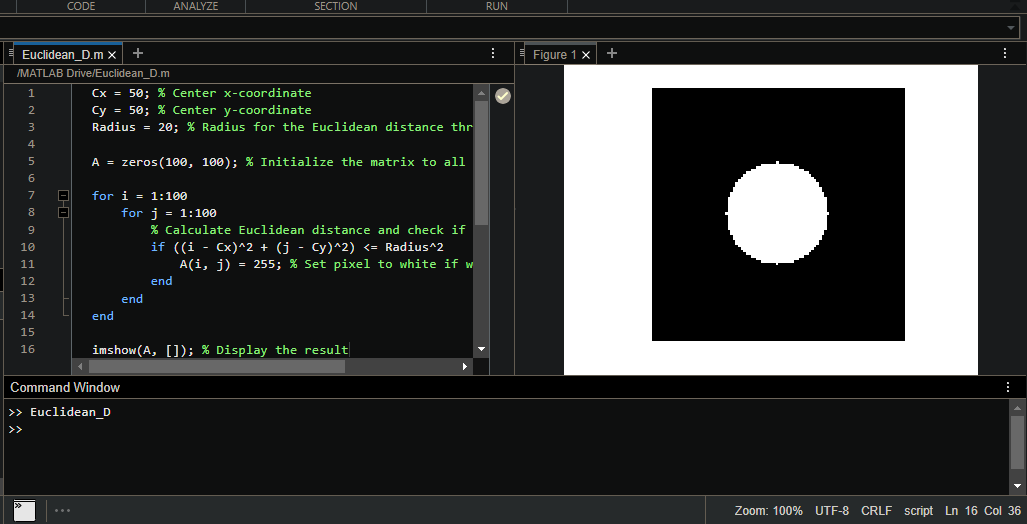 CODE ANALYZE SECTION RUN
Euclidean_D.m × +
Figure 1 × +
/MATLAB Drive/Euclidean_D.m
1 Cx = 50; % Center x-coordinate
2 Cy = 50; % Center y-coordinate
3 Radius = 20; % Radius for the Euclidean distance thr
4
5 A = zeros(100, 100); % Initialize the matrix to all
6
7 for i = 1:100
8 for j = 1:100
9 % Calculate Euclidean distance and check if
10 if ((i - Cx)^2 + (j - Cy)^2) <= Radius^2
11 A(i, j) = 255; % Set pixel to white if w
12 end
13 end
14 end
15
16 imshow(A, []); % Display the result
Command Window
>> Euclidean_D
>>
Zoom: 100% UTF-8 CRLF script Ln 16 Col 36